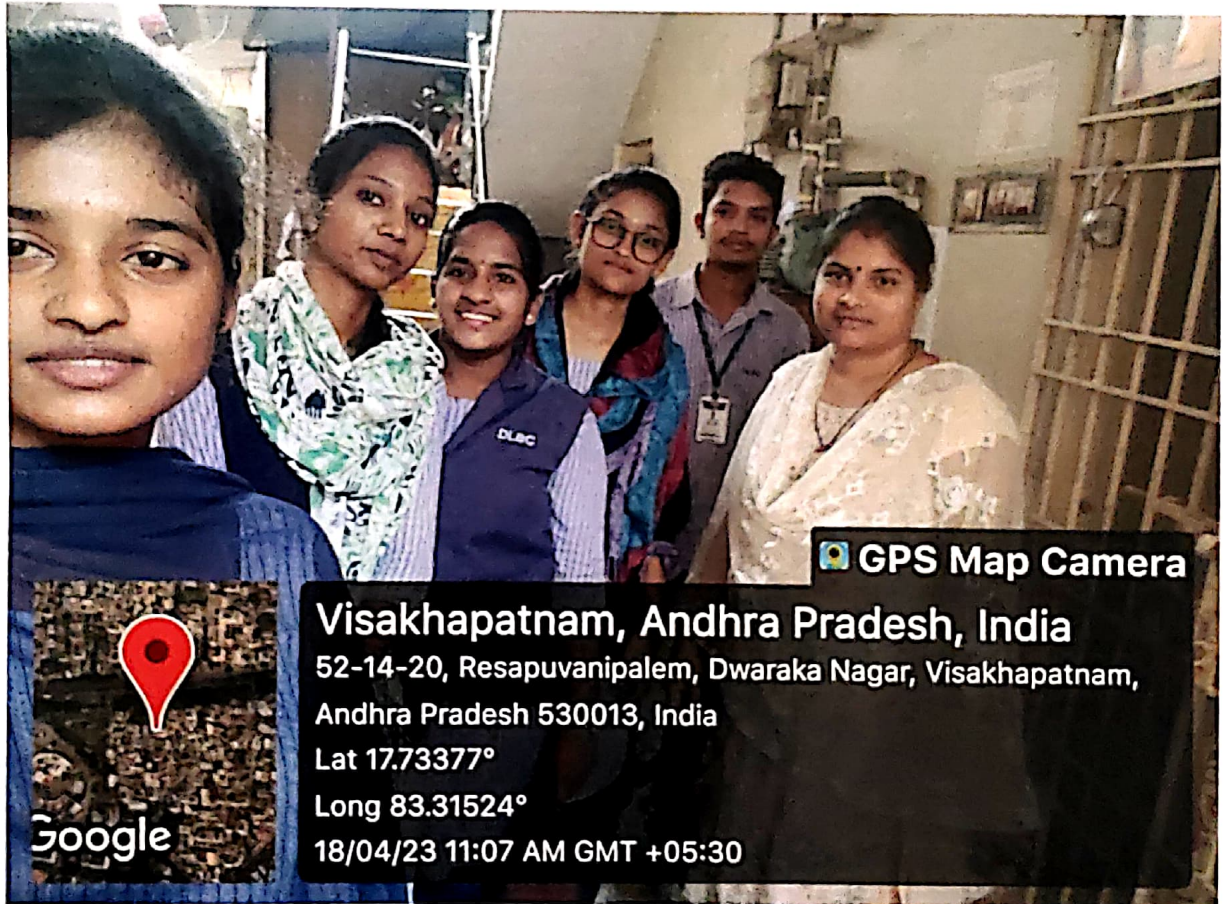 DLBC
GPS Map Camera
Visakhapatnam, Andhra Pradesh, India
52-14-20, Resapuvanipalem, Dwaraka Nagar, Visakhapatnam,
Andhra Pradesh 530013, India
Lat 17.73377°
Long 83.31524°
18/04/23 11:07 AM GMT +05:30
Google